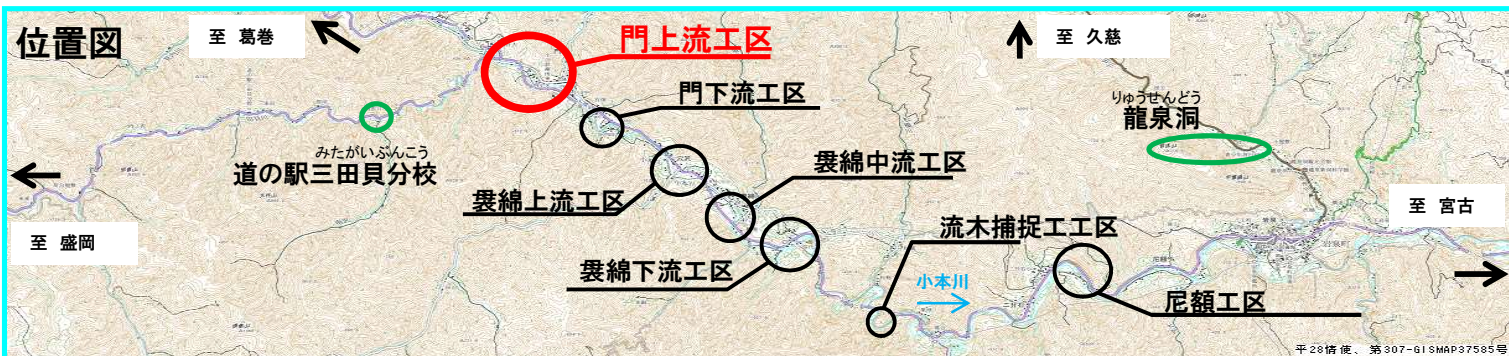 位置図
至 葛巻
門上流工区
至 久慈
門下流工区
りゅうせんどう
龍泉洞
みたがいぶんこう
道の駅三田貝分校
袰綿中流工区
袰綿上流工区
至 宮古
流木捕捉工工区
至 盛岡
袰綿下流工区
小本川
尼額工区
平28情使、 第307-GISMAP37585号